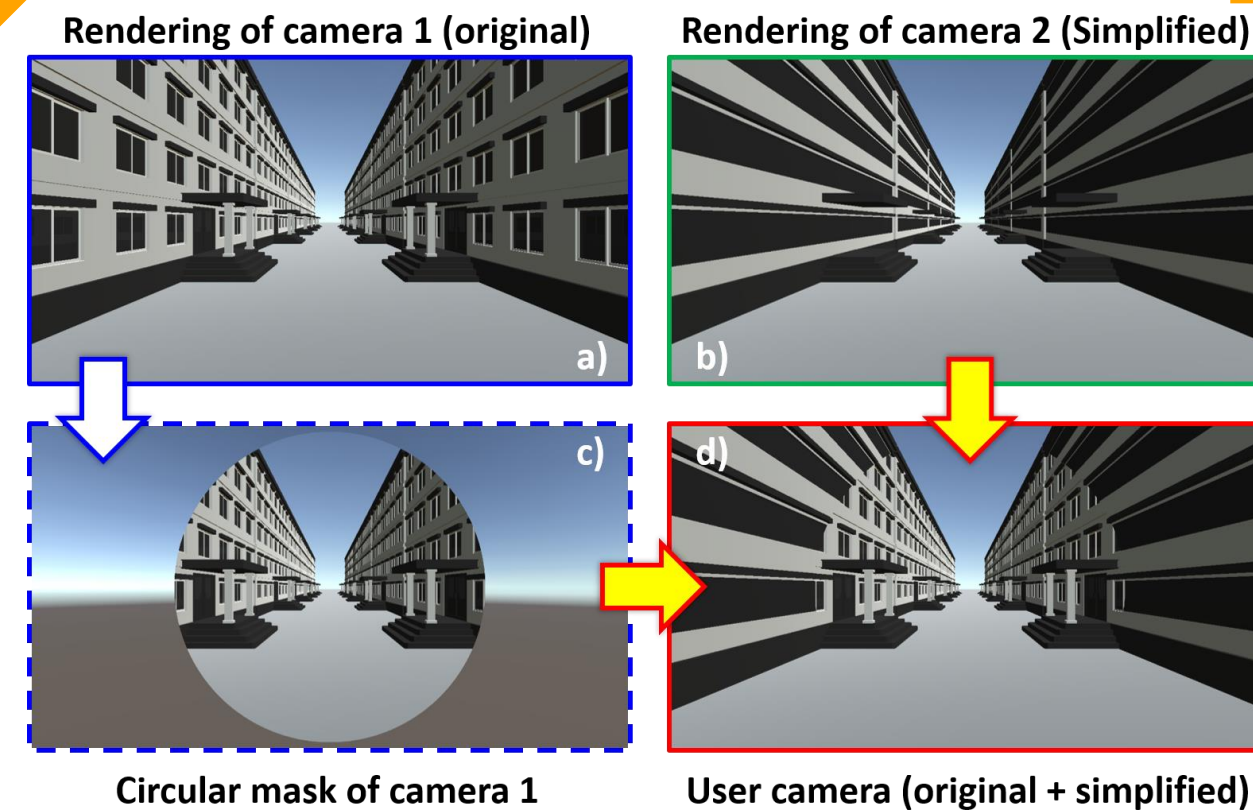 Rendering of camera 1 (original)
Rendering of camera 2 (Simplified)
a)
b)
c)
d)
Circular mask of camera 1
User camera (original + simplified)